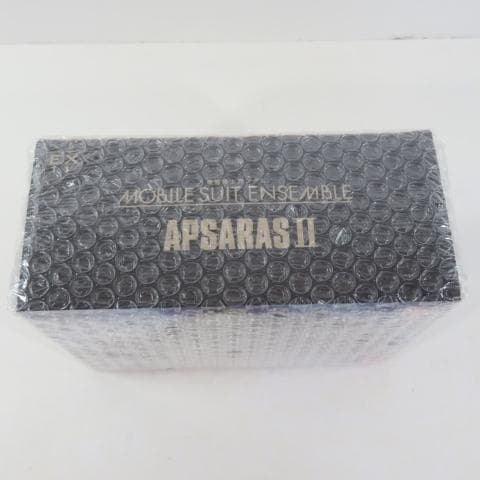 EX
MOBILE SUIT ENSEMBLE
APSARAS II